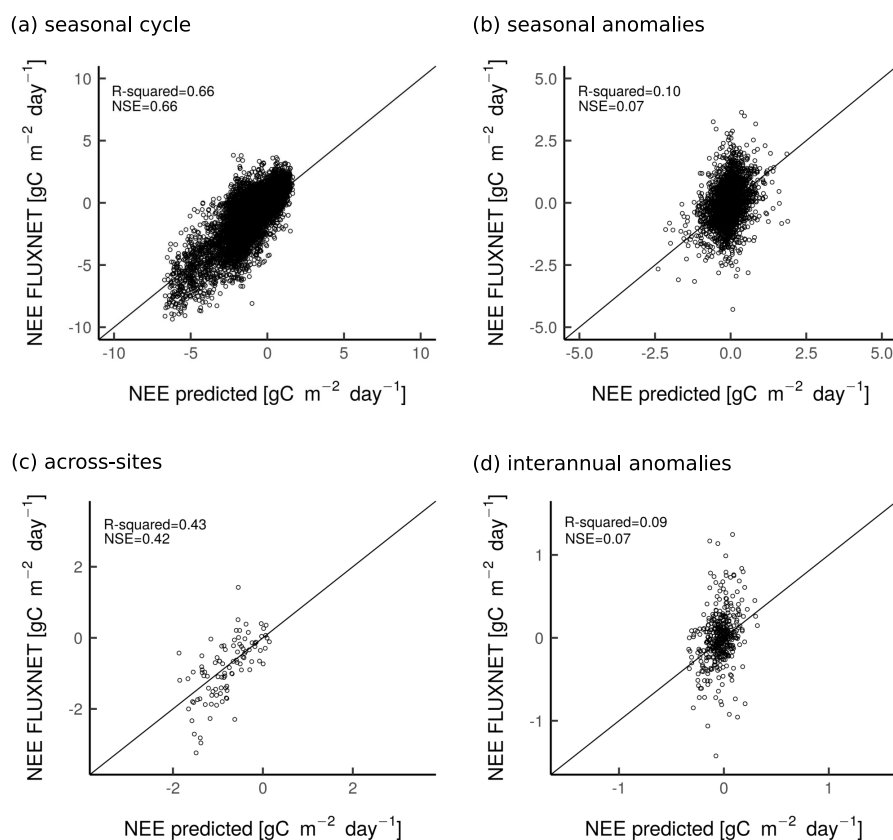 (a) seasonal cycle
R-squared=0.66
NSE=0.66
10
5
0
-5
-10
NEE FLUXNET [gC m−2 day−1]
-10 -5 0 5 10
NEE predicted [gC m−2 day−1]
(b) seasonal anomalies
R-squared=0.10
NSE=0.07
5.0
2.5
0.0
-2.5
-5.0
NEE FLUXNET [gC m−2 day−1]
-5.0 -2.5 0.0 2.5 5.0
NEE predicted [gC m−2 day−1]
(c) across-sites
R-squared=0.43
NSE=0.42
2
0
-2
NEE FLUXNET [gC m−2 day−1]
-2 0 2
NEE predicted [gC m−2 day−1]
(d) interannual anomalies
R-squared=0.09
NSE=0.07
1
0
-1
NEE FLUXNET [gC m−2 day−1]
-1 0 1
NEE predicted [gC m−2 day−1]